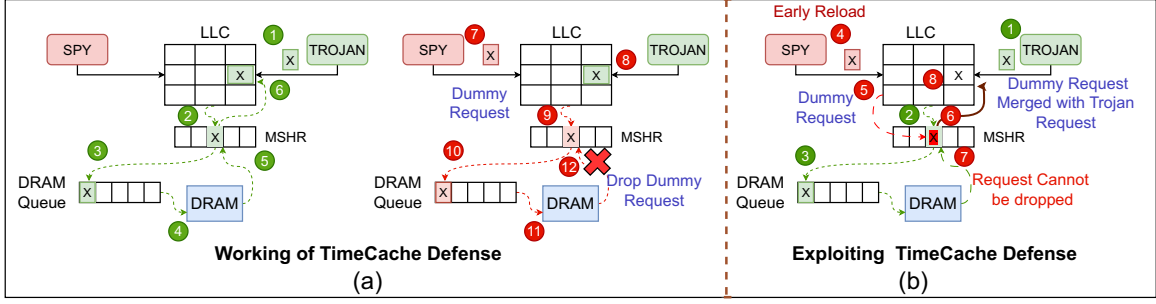 LLC
1
SPY
X
TROJAN
X
6
2
X
MSHR
3
5
DRAM
Queue
X
4
DRAM
7
LLC
SPY
X
8
TROJAN
X
Dummy
Request
9
X
10
12
X
11
DRAM
Drop Dummy
Request
Working of TimeCache Defense
(a)
Early Reload
4
LLC
1
SPY
X
X
TROJAN
8
X
5
Dummy
Request
Dummy Request
Merged with Trojan
Request
2
6
X
MSHR
3
7
DRAM
Queue
X
DRAM
Request Cannot
be dropped
Exploiting TimeCache Defense
(b)